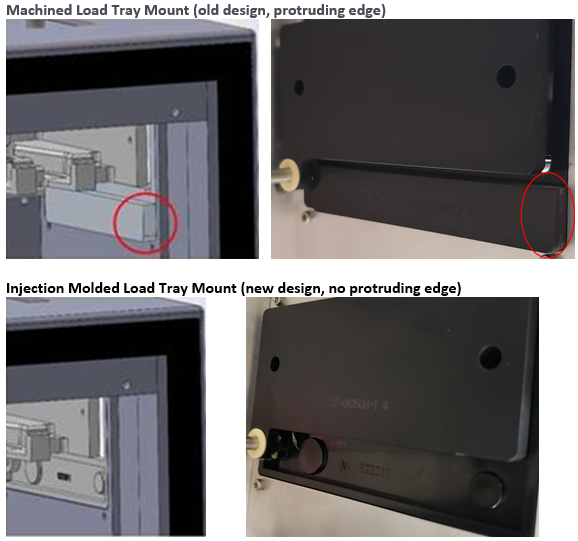 Machined Load Tray Mount (old design, protruding edge)
Injection Molded Load Tray Mount (new design, no protruding edge)